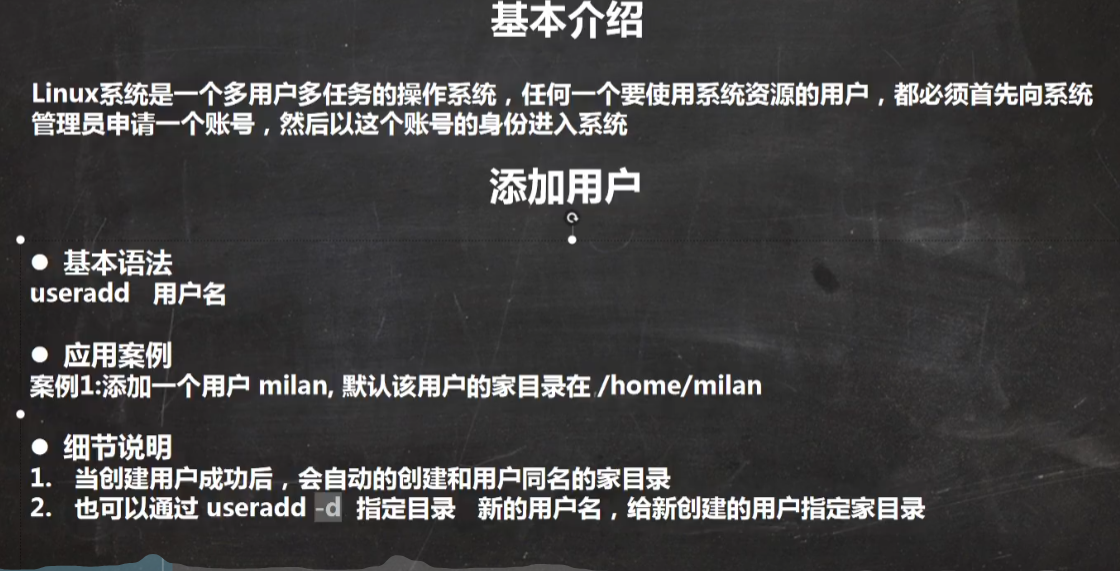 基本介绍
Linux系统是一个多用户多任务的操作系统，任何一个要使用系统资源的用户，都必须首先向系统
管理员申请一个账号，然后以这个账号的身份进入系统
添加用户
● 基本语法
useradd 用户名
● 应用案例
案例1:添加一个用户 milan, 默认该用户的家目录在 /home/milan
● 细节说明
1. 当创建用户成功后，会自动的创建和用户同名的家目录
2. 也可以通过 useradd -d 指定目录 新的用户名，给新创建的用户指定家目录